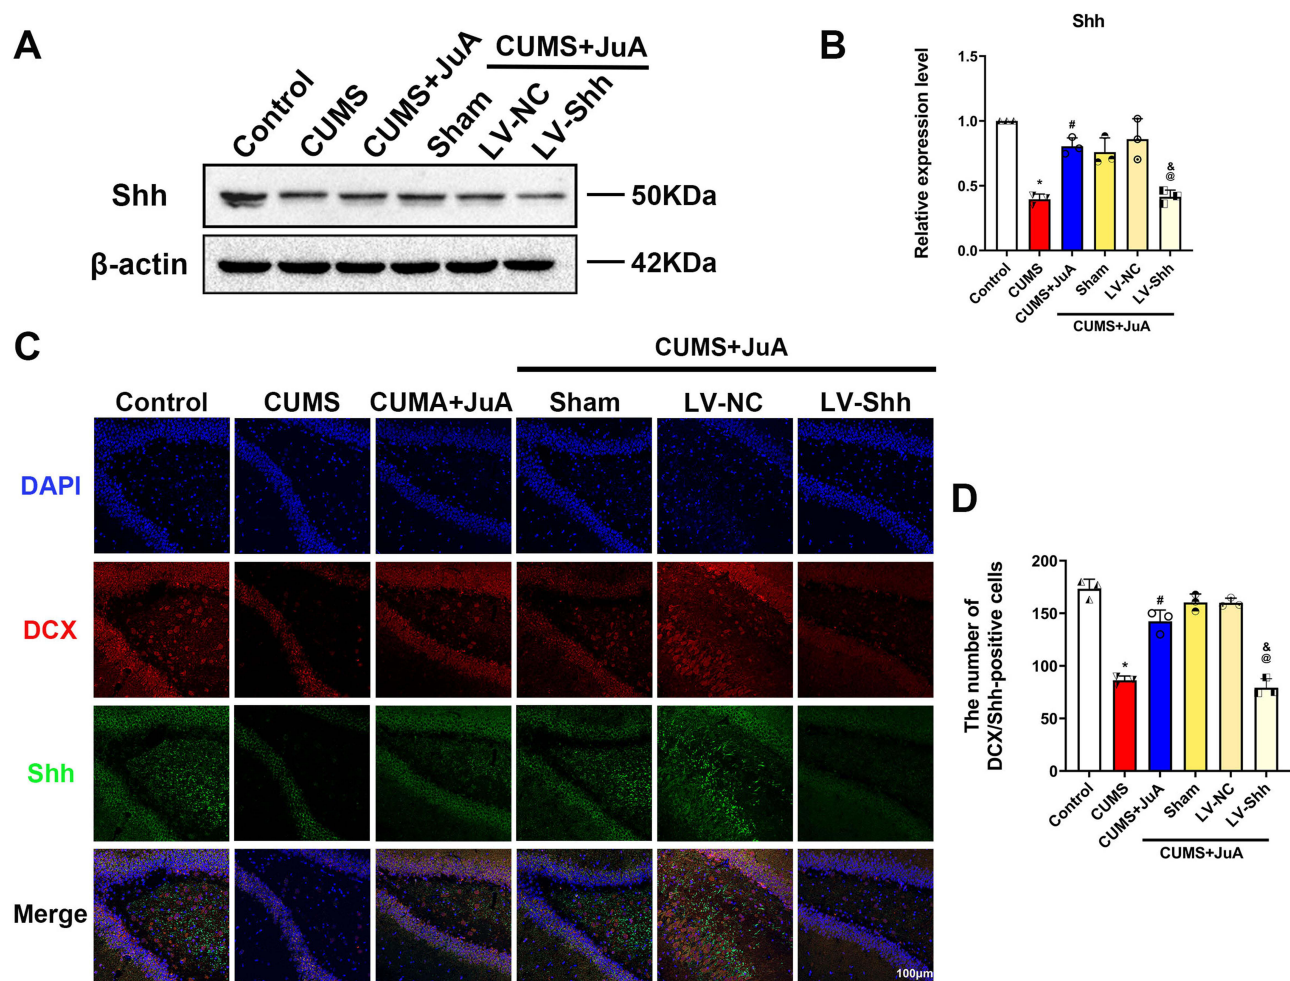 A
CUMS+JuA
Control
CUMS
CUMS+JuA
Sham
LV-NC
LV-Shh
Shh
50KDa
β-actin
42KDa
B
Shh
Relative expression level
1.5
1.0
0.5
0.0
*
#
&
@
Control
CUMS
CUMS+JuA
Sham
LV-NC
LV-Shh
CUMS+JuA
C
CUMS+JuA
Control
CUMS
CUMA+JuA
Sham
LV-NC
LV-Shh
DAPI
DCX
Shh
Merge
100μm
D
The number of
DCX/Shh-positive cells
200
150
100
50
0
*
#
&
@
Control
CUMS
CUMS+JuA
Sham
LV-NC
LV-Shh
CUMS+JuA